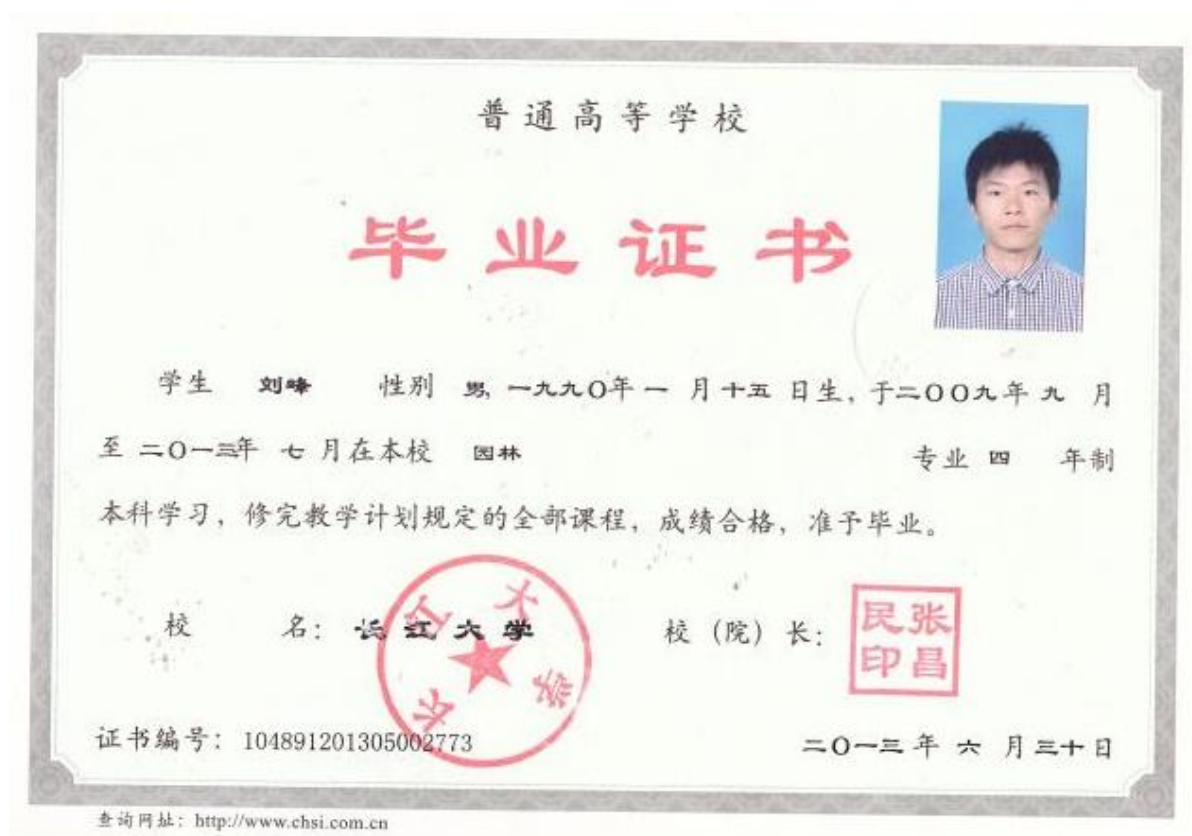 普通高等学校
毕业证书
学生 刘峰 性别 男, 一九九〇年 一 月 十五 日生, 于二〇〇九年 九 月
至 二〇一三年 七 月在本校 园林 专业 四 年制
本科学习, 修完教学计划规定的全部课程, 成绩合格, 准予毕业。
校 名: 长江大学 校(院)长:
长江大学
张昌民印
证书编号: 104891201305002773 二〇一三年 六 月三十日
查询网址: http://www.chsi.com.cn